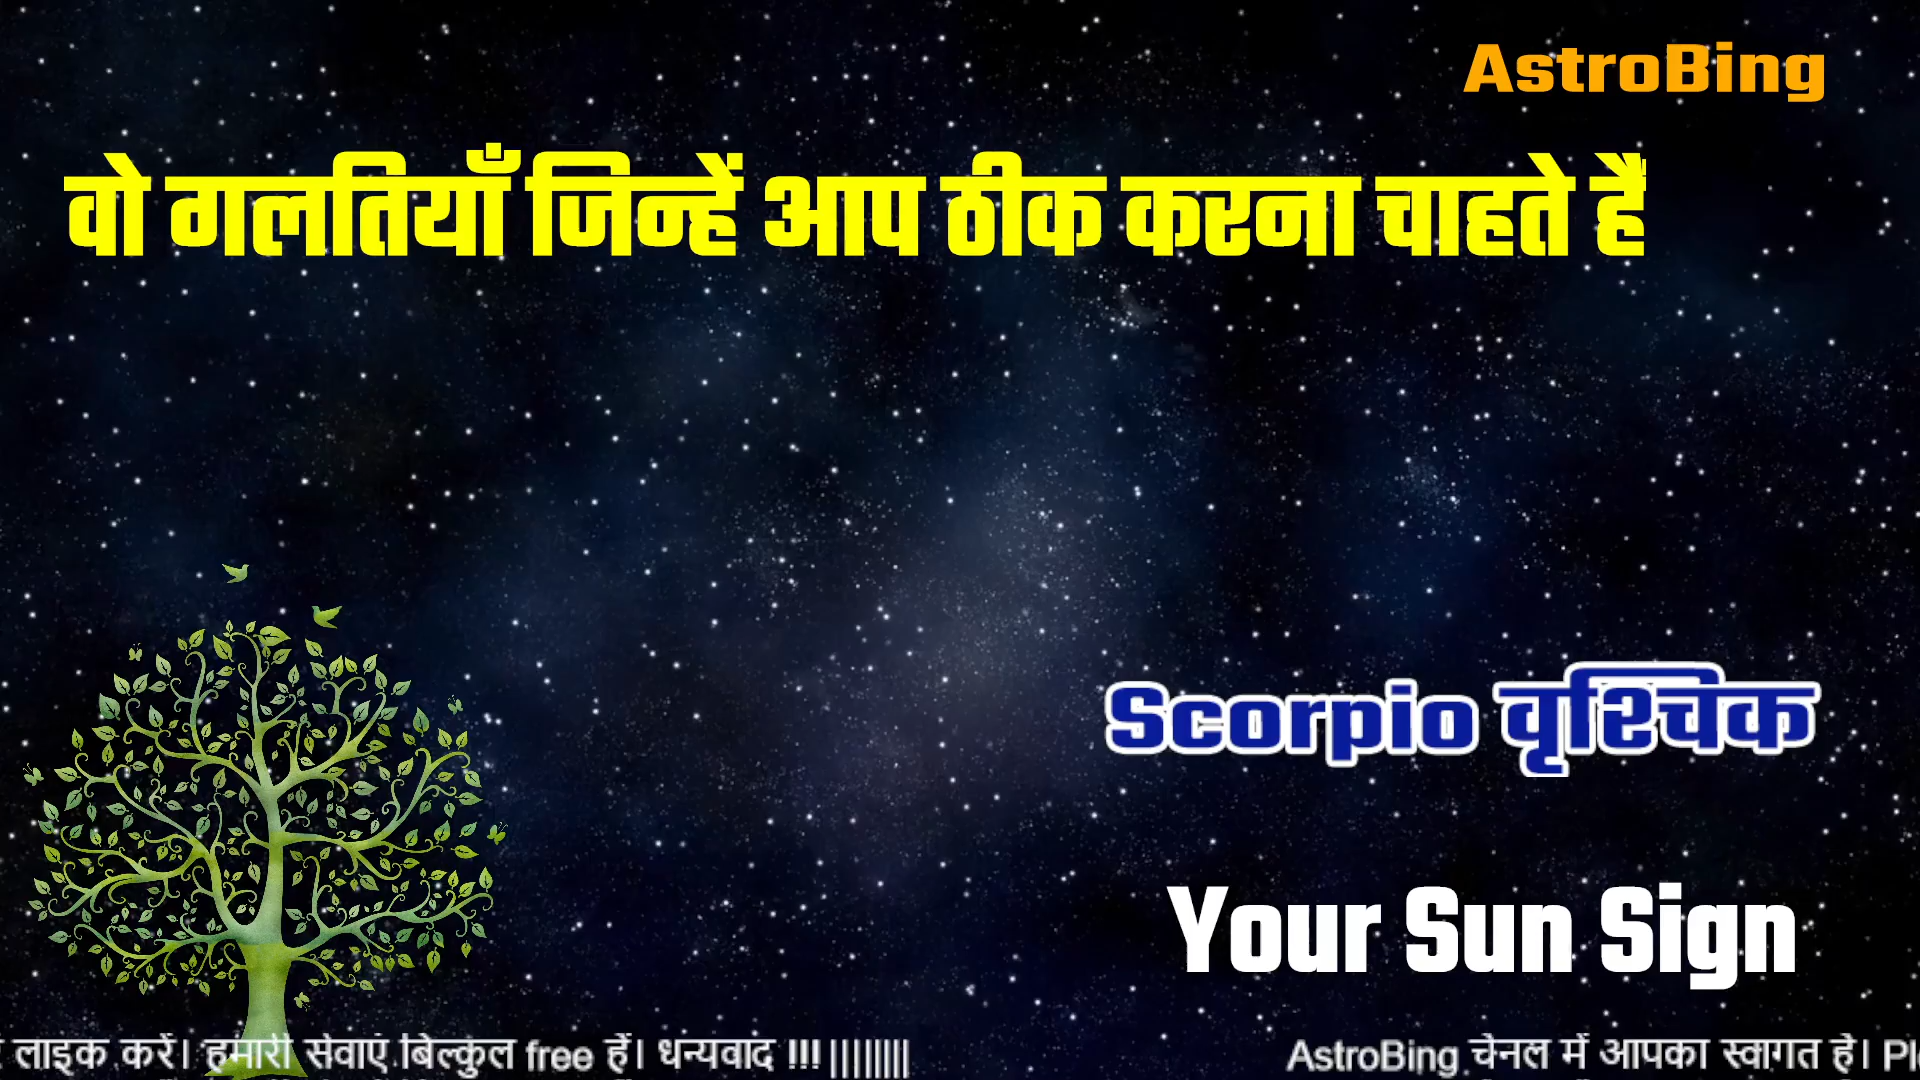 AstroBing
वो गलतियाँ जिन्हें आप ठीक करना चाहते हैं
Scorpio वृश्चिक
Your Sun Sign
लाइक करें। हमारी सेवाएं बिल्कुल free हैं। धन्यवाद !!! ||||||||| AstroBing चेनल में आपका स्वागत है।